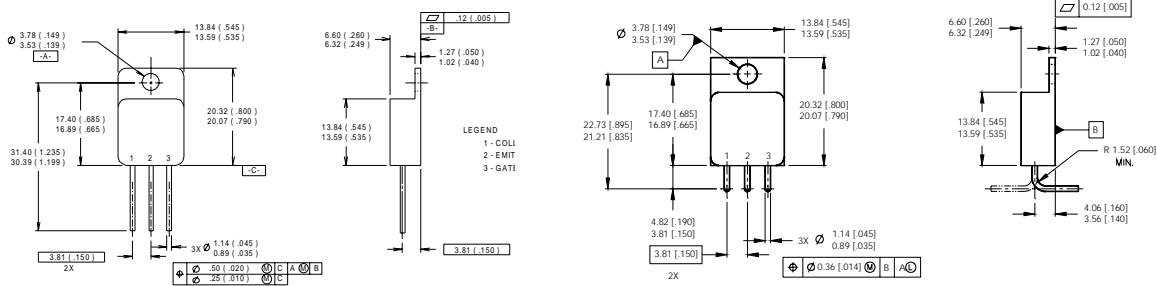 Ø 3.78 ( .149 )
3.53 ( .139 )
-A-
13.84 ( .545 )
13.59 ( .535 )
17.40 ( .685 )
16.89 ( .665 )
31.40 ( 1.235 )
30.39 ( 1.199 )
20.32 ( .800 )
20.07 ( .790 )
1 2 3
-C-
3X Ø 1.14 ( .045 )
0.89 ( .035 )
3.81 ( .150 )
2X
Ø .50 ( .020 ) Ⓜ C A Ⓜ B
Ø .25 ( .010 ) Ⓜ C
.12 ( .005 )
-B-
6.60 ( .260 )
6.32 ( .249 )
1.27 ( .050 )
1.02 ( .040 )
13.84 ( .545 )
13.59 ( .535 )
3.81 ( .150 )
LEGEND
1 - COLL
2 - EMIT
3 - GATE
Ø 3.78 [.149]
3.53 [.139]
A
13.84 [.545]
13.59 [.535]
22.73 [.895]
21.21 [.835]
17.40 [.685]
16.89 [.665]
20.32 [.800]
20.07 [.790]
1 2 3
4.82 [.190]
3.81 [.150]
3.81 [.150]
2X
3X Ø 1.14 [.045]
0.89 [.035]
Ø 0.36 [.014] Ⓜ B A Ⓛ
0.12 [.005]
6.60 [.260]
6.32 [.249]
1.27 [.050]
1.02 [.040]
13.84 [.545]
13.59 [.535]
B
R 1.52 [.060]
MIN.
4.06 [.160]
3.56 [.140]